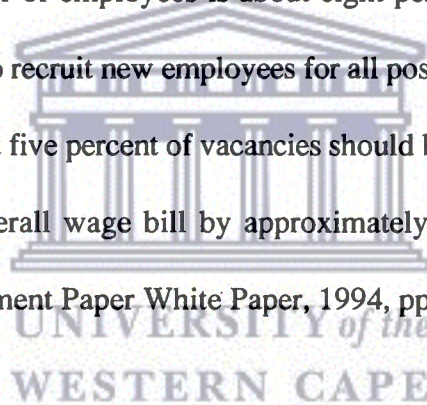 of employees is about eight pe
recruit new employees for all pos
five percent of vacancies should b
erall wage bill by approximately
ment Paper White Paper, 1994, pp
UNIVERSITY of the
WESTERN CAPE